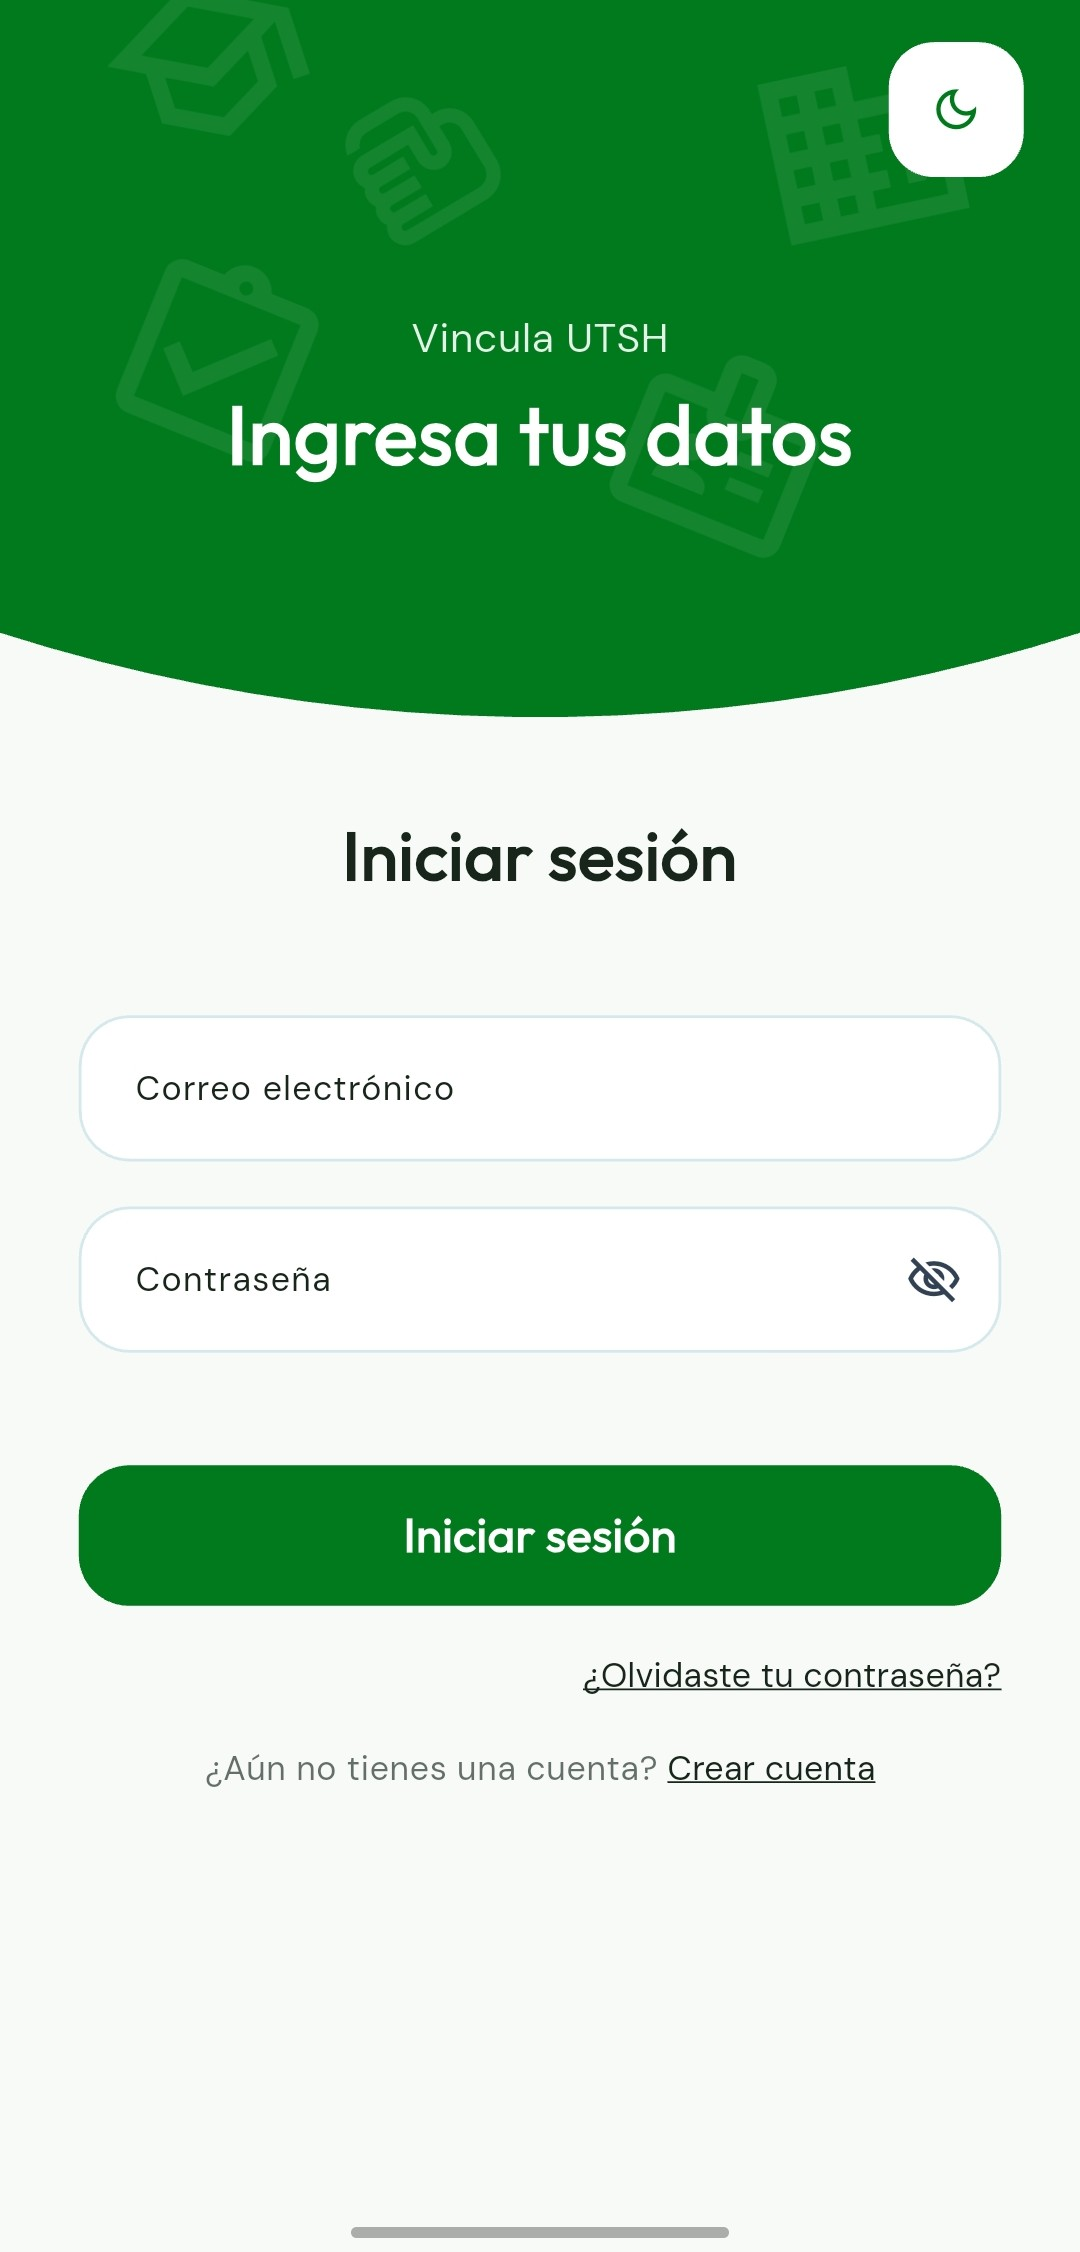 Vincula UTSH
Ingresa tus datos
Iniciar sesión
Correo electrónico
Contraseña
Iniciar sesión
¿Olvidaste tu contraseña?
¿Aún no tienes una cuenta? Crear cuenta